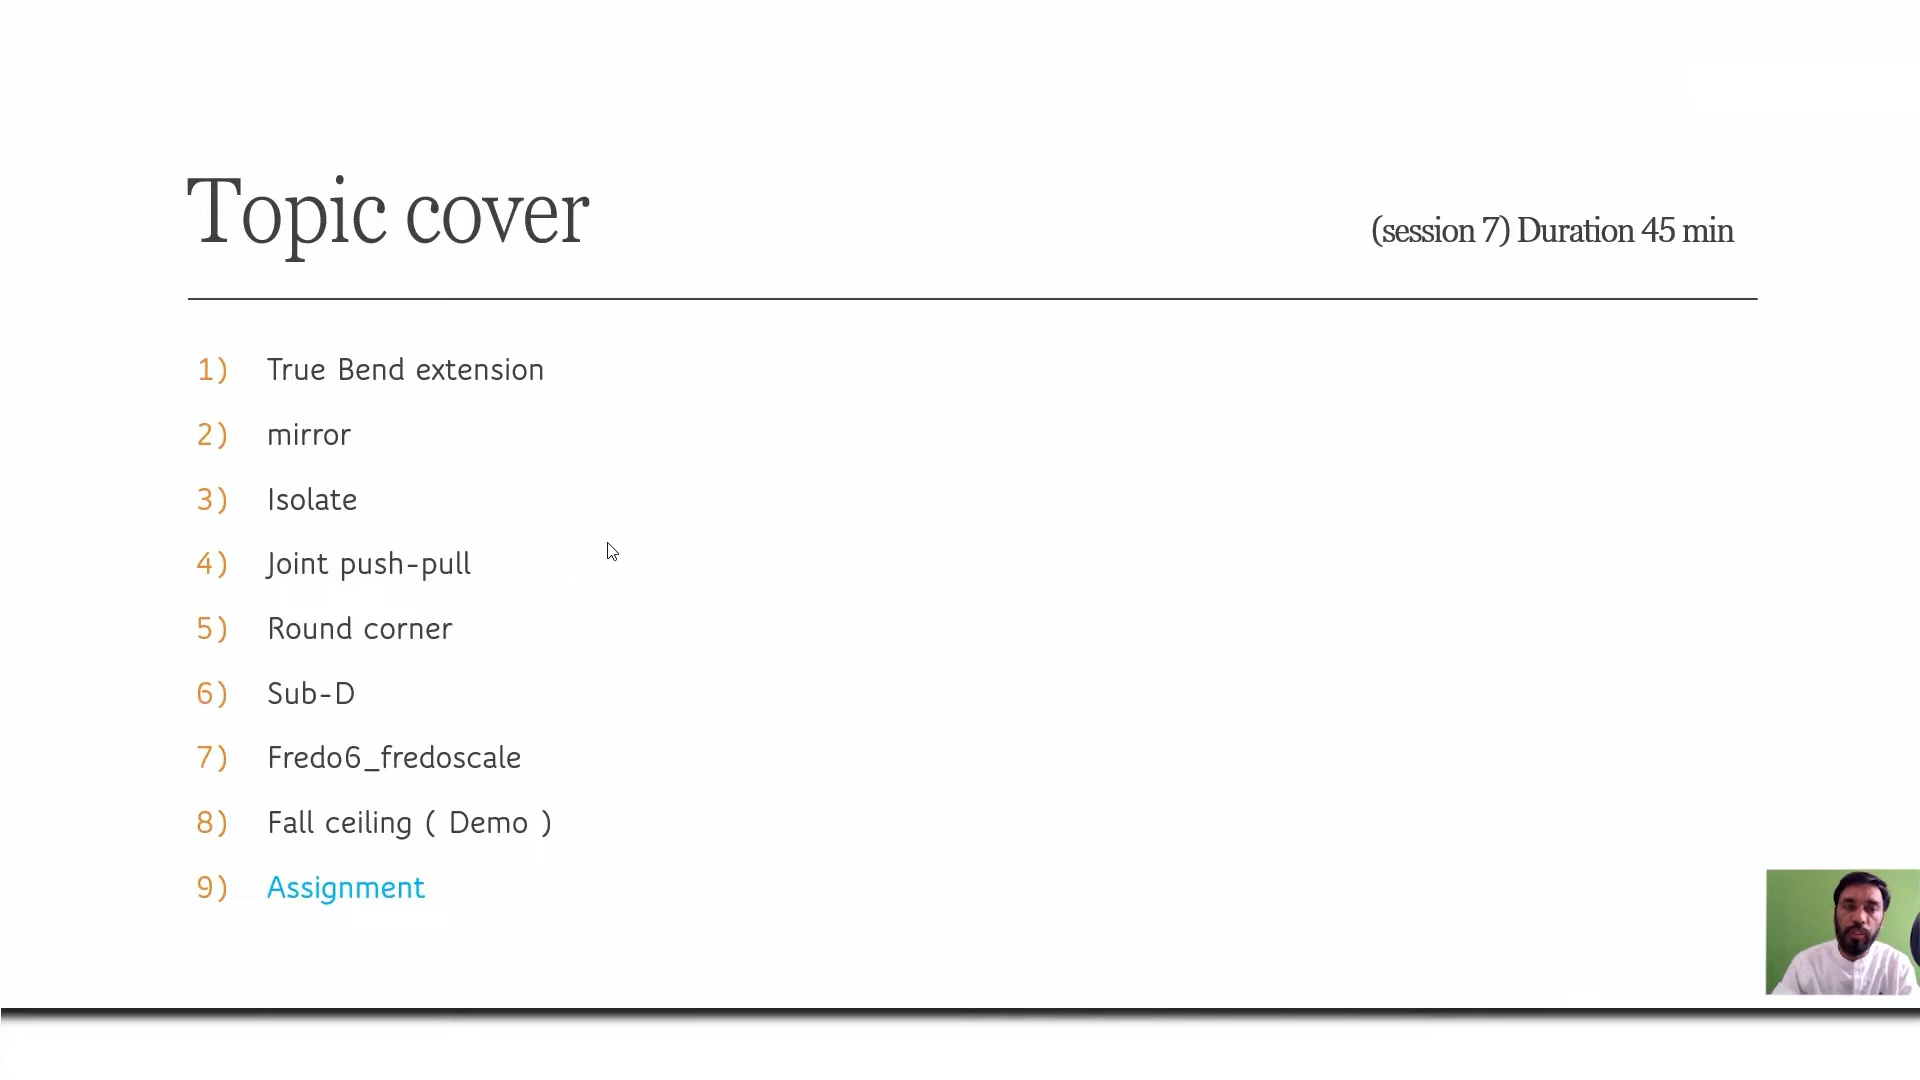 Topic cover
(session 7) Duration 45 min
1) True Bend extension
2) mirror
3) Isolate
4) Joint push-pull
5) Round corner
6) Sub-D
7) Fredo6_fredoscale
8) Fall ceiling ( Demo )
9) Assignment